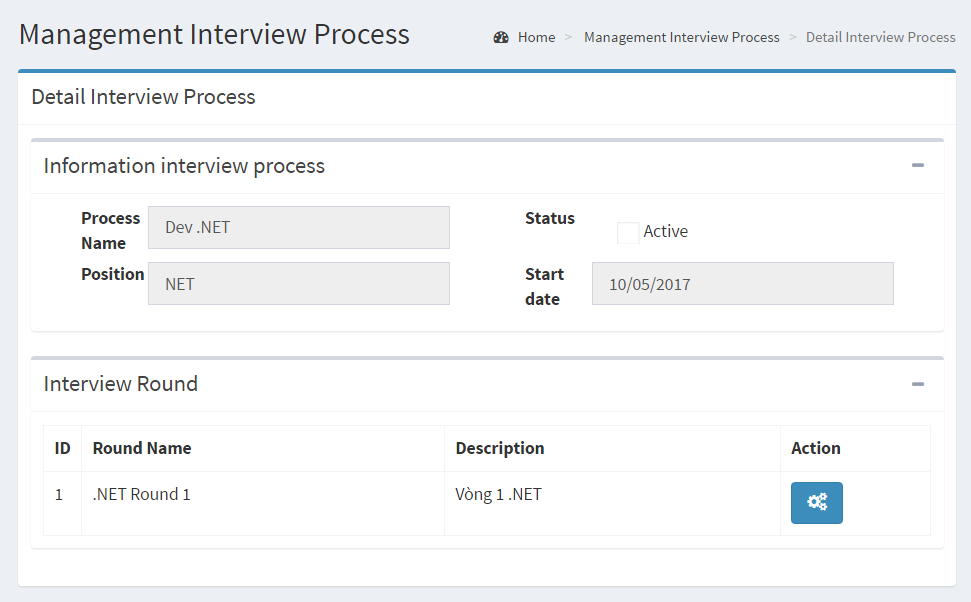 Management Interview Process
Home > Management Interview Process > Detail Interview Process
Detail Interview Process
Information interview process
Process
Name
Dev .NET
Status
Active
Position
NET
Start
date
10/05/2017
Interview Round
ID Round Name Description Action
1 .NET Round 1 Vòng 1 .NET